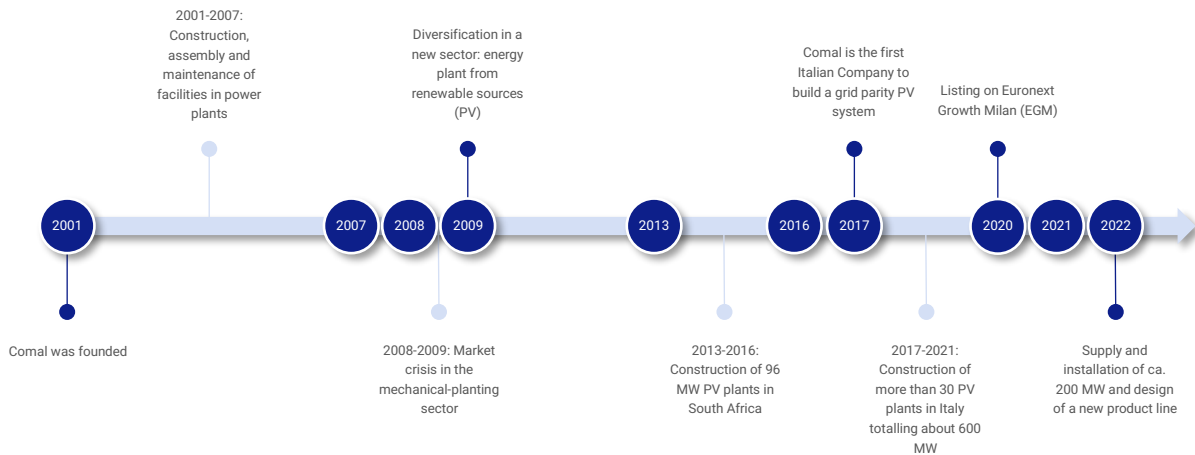 2001-2007:
Construction,
assembly and
maintenance of
facilities in power
plants
Diversification in a
new sector: energy
plant from
renewable sources
(PV)
Comal is the first
Italian Company to
build a grid parity PV
system
Listing on Euronext
Growth Milan (EGM)
2001
2007
2008
2009
2013
2016
2017
2020
2021
2022
Comal was founded
2008-2009: Market
crisis in the
mechanical-planting
sector
2013-2016:
Construction of 96
MW PV plants in
South Africa
2017-2021:
Construction of
more than 30 PV
plants in Italy
totalling about 600
MW
Supply and
installation of ca.
200 MW and design
of a new product line